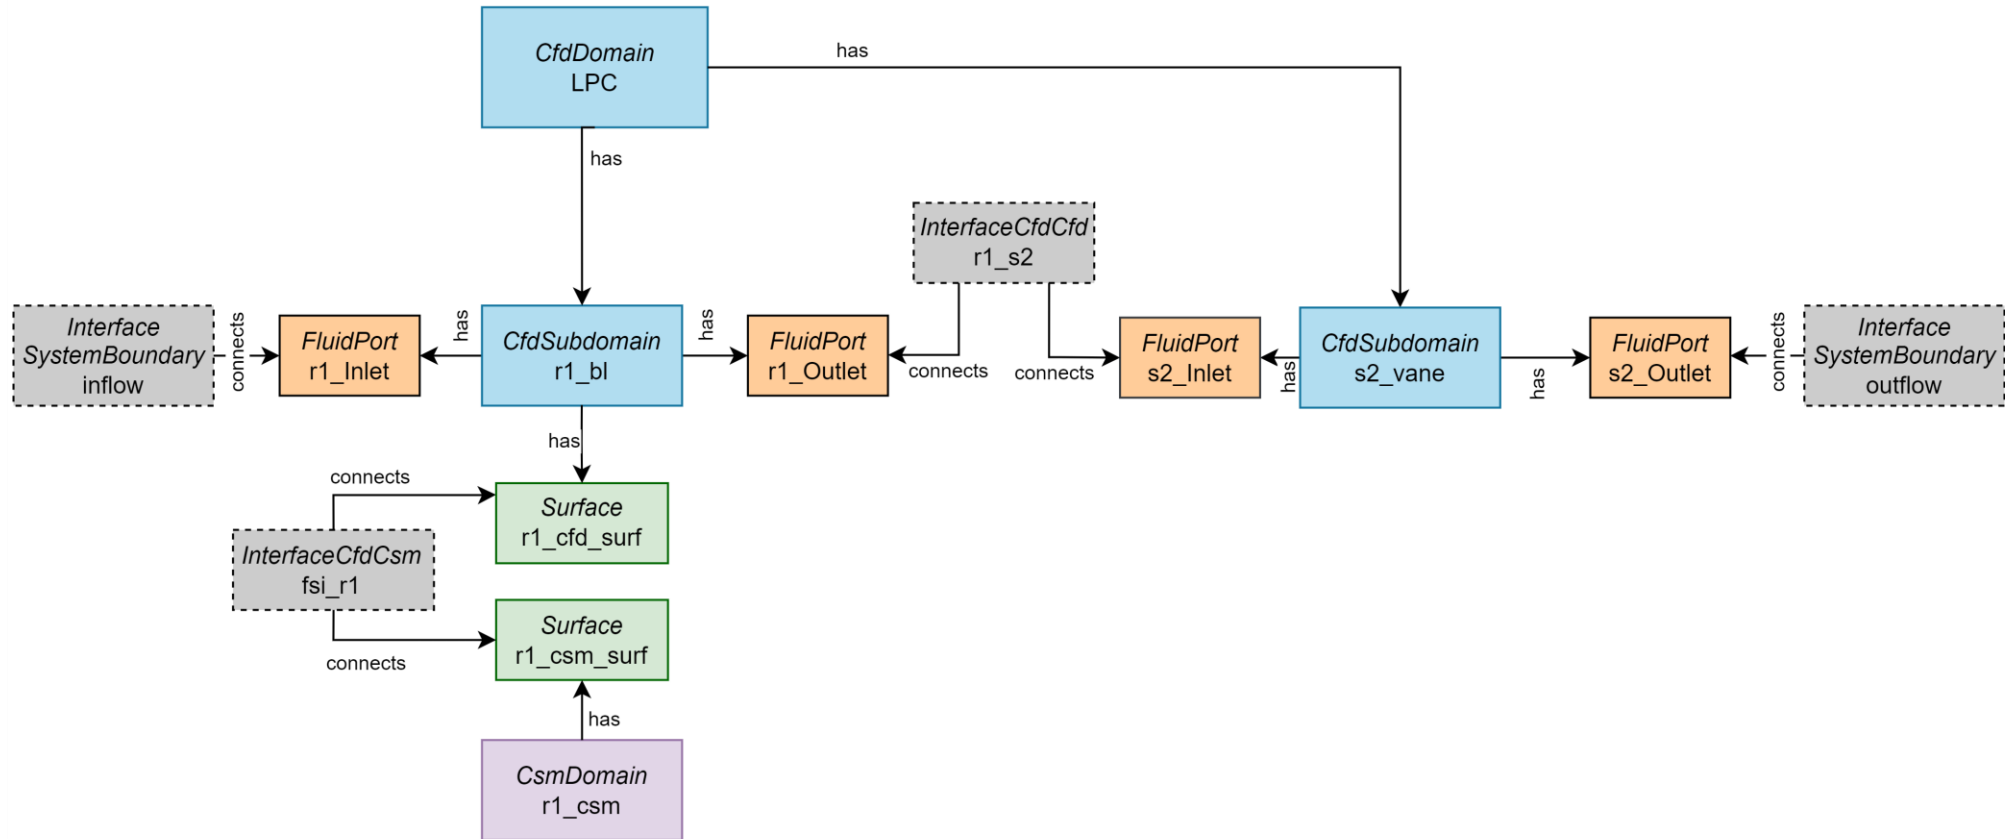 CfdDomain
LPC
has
has
InterfaceCfdCfd
r1_s2
Interface
SystemBoundary
inflow
connects
FluidPort
r1_Inlet
has
CfdSubdomain
r1_bl
has
FluidPort
r1_Outlet
connects
connects
FluidPort
s2_Inlet
has
CfdSubdomain
s2_vane
has
FluidPort
s2_Outlet
connects
Interface
SystemBoundary
outflow
has
connects
Surface
r1_cfd_surf
InterfaceCfdCsm
fsi_r1
connects
Surface
r1_csm_surf
has
CsmDomain
r1_csm